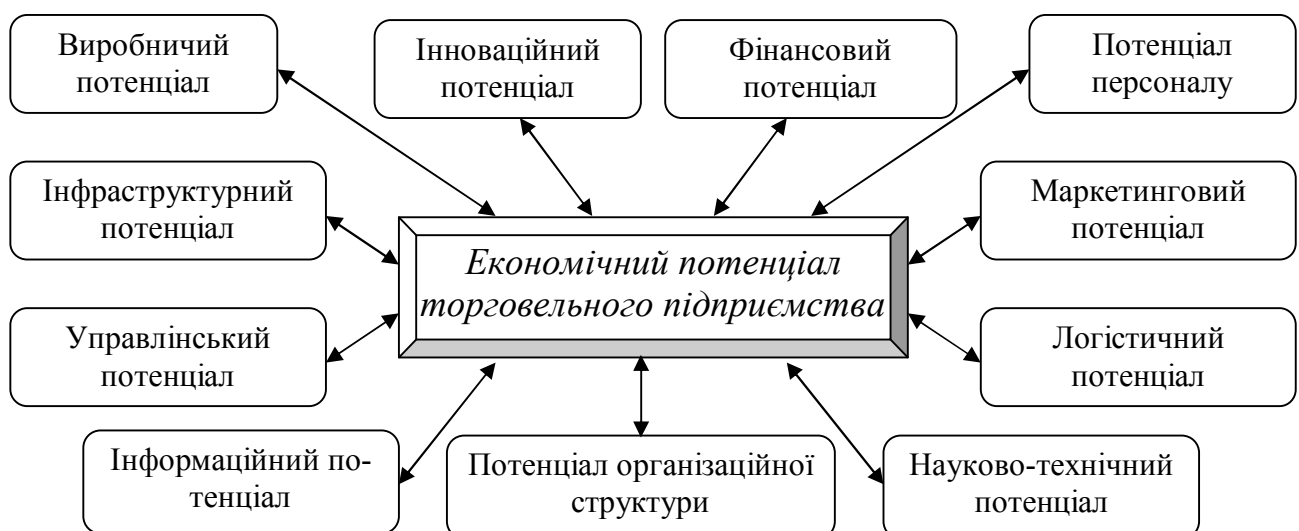 Виробничий
потенціал
Інноваційний
потенціал
Фінансовий
потенціал
Потенціал
персоналу
Інфраструктурний
потенціал
Маркетинговий
потенціал
Економічний потенціал
торговельного підприємства
Управлінський
потенціал
Логістичний
потенціал
Інформаційний по-
тенціал
Потенціал організаційної
структури
Науково-технічний
потенціал